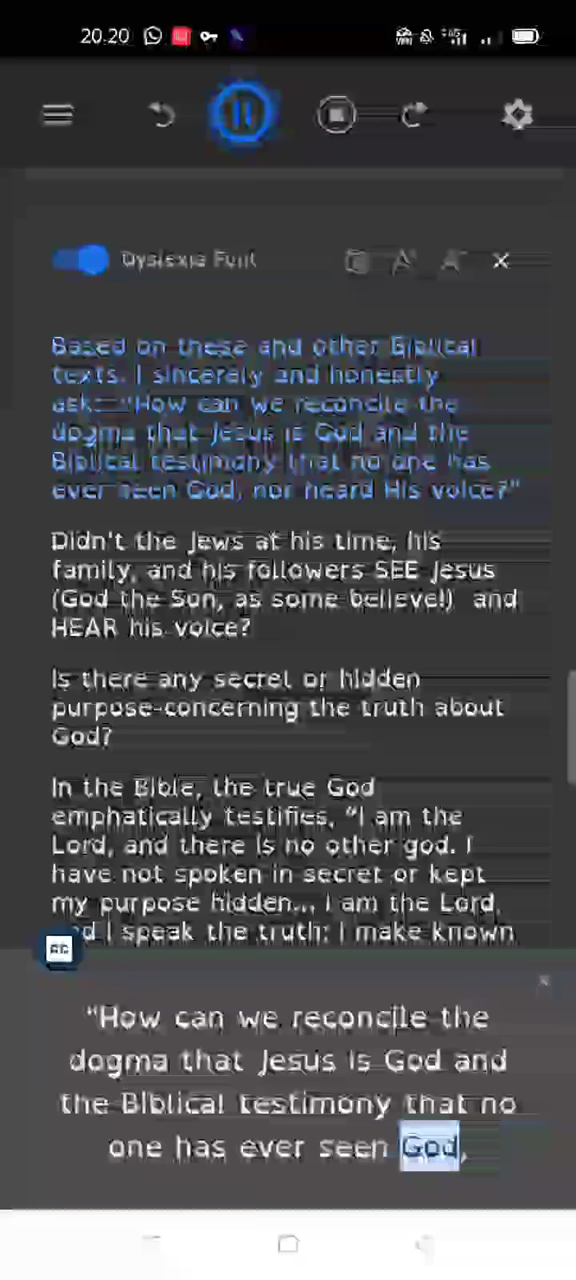 20.20
Dyslexia Font
Based on these and other Biblical
texts, I sincerely and honestly
ask: "How can we reconcile the
dogma that Jesus is God and the
Biblical testimony that no one has
ever seen God, nor heard His voice?"
Didn't the Jews at his time, his
family, and his followers SEE Jesus
(God the Son, as some believe!) and
HEAR his voice?
Is there any secret or hidden
purpose concerning the truth about
God?
In the Bible, the true God
emphatically testifies, "I am the
Lord, and there is no other god. I
have not spoken in secret or kept
my purpose hidden... I am the Lord,
and I speak the truth; I make known
"How can we reconcile the
dogma that Jesus is God and
the Biblical testimony that no
one has ever seen God,